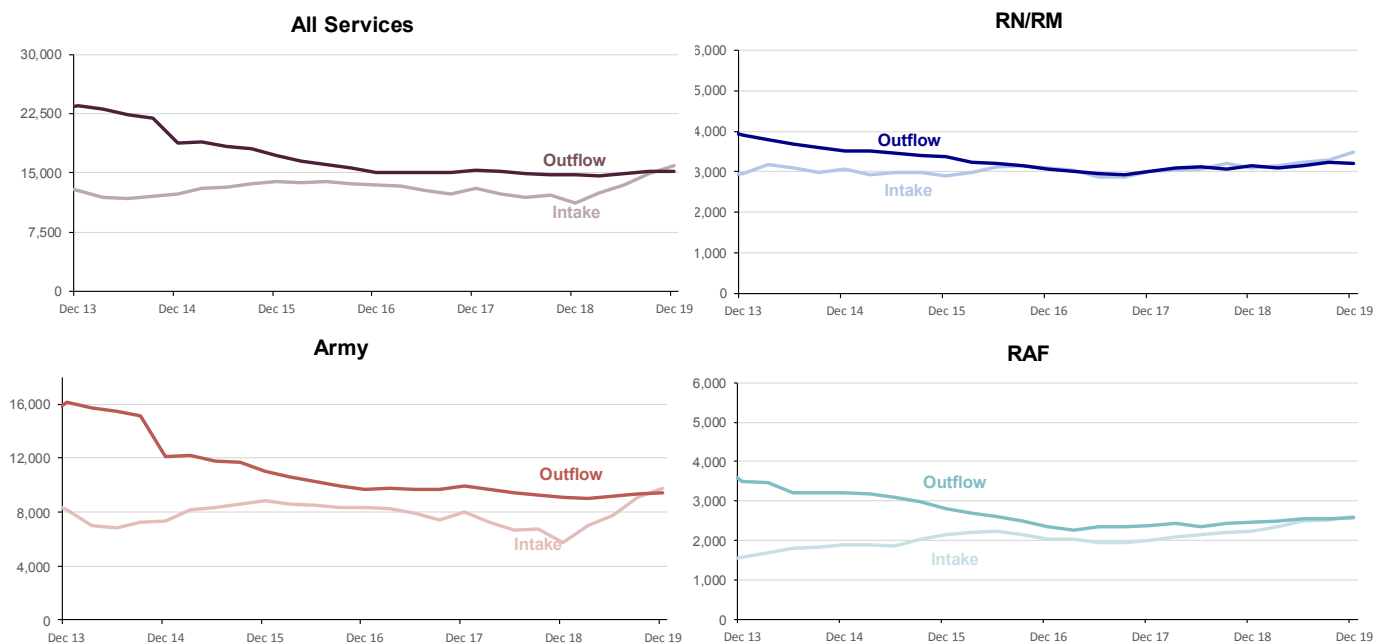 All Services
30,000
22,500
15,000
7,500
0
Outflow
Intake
Dec 13 Dec 14 Dec 15 Dec 16 Dec 17 Dec 18 Dec 19
RN/RM
6,000
5,000
4,000
3,000
2,000
1,000
0
Outflow
Intake
Dec 13 Dec 14 Dec 15 Dec 16 Dec 17 Dec 18 Dec 19
Army
16,000
12,000
8,000
4,000
0
Outflow
Intake
Dec 13 Dec 14 Dec 15 Dec 16 Dec 17 Dec 18 Dec 19
RAF
6,000
5,000
4,000
3,000
2,000
1,000
0
Outflow
Intake
Dec 13 Dec 14 Dec 15 Dec 16 Dec 17 Dec 18 Dec 19